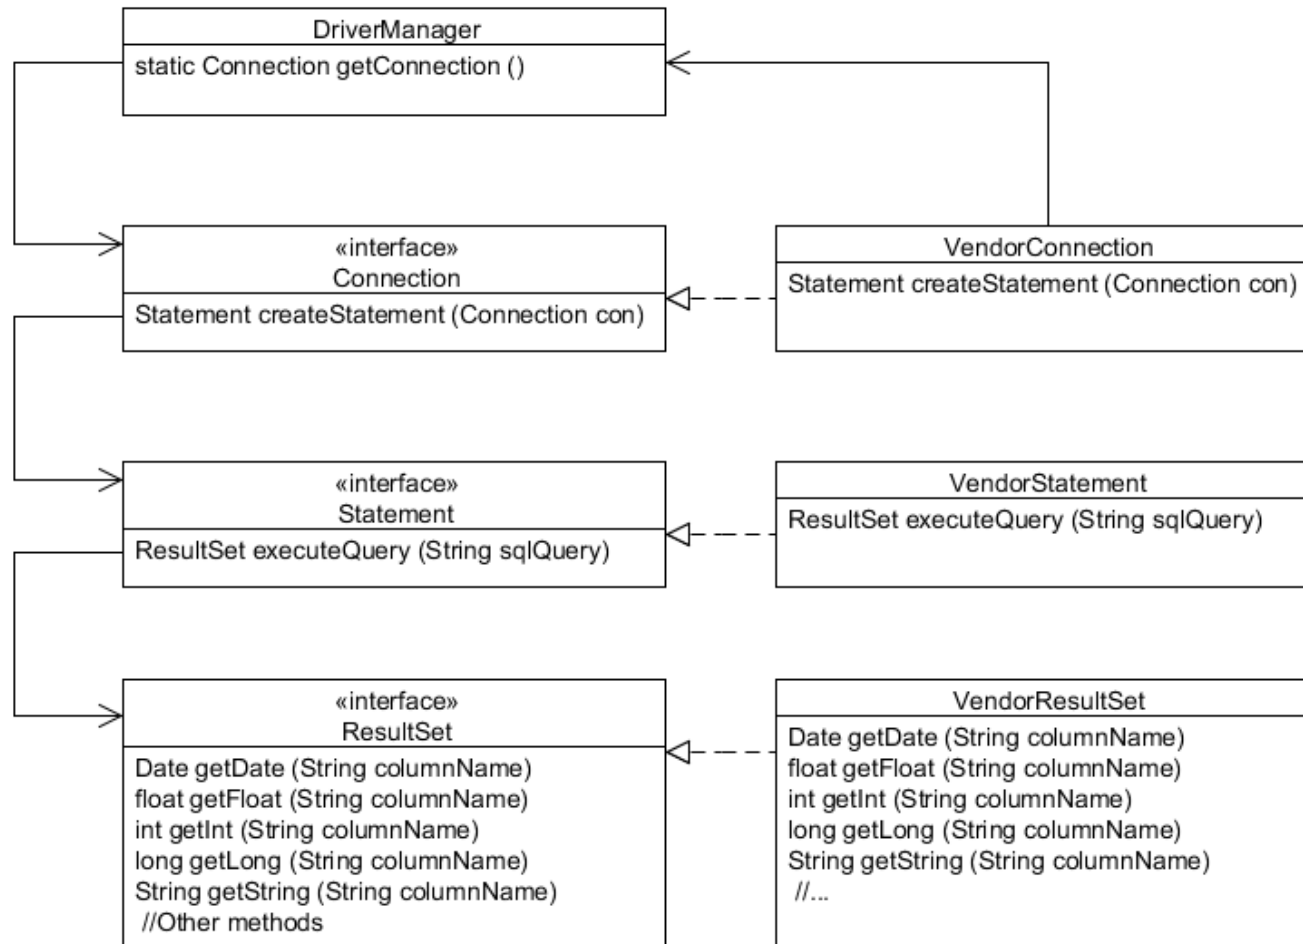 DriverManager
static Connection getConnection ()
«interface»
Connection
Statement createStatement (Connection con)
VendorConnection
Statement createStatement (Connection con)
«interface»
Statement
ResultSet executeQuery (String sqlQuery)
VendorStatement
ResultSet executeQuery (String sqlQuery)
«interface»
ResultSet
Date getDate (String columnName)
float getFloat (String columnName)
int getInt (String columnName)
long getLong (String columnName)
String getString (String columnName)
//Other methods
VendorResultSet
Date getDate (String columnName)
float getFloat (String columnName)
int getInt (String columnName)
long getLong (String columnName)
String getString (String columnName)
//...